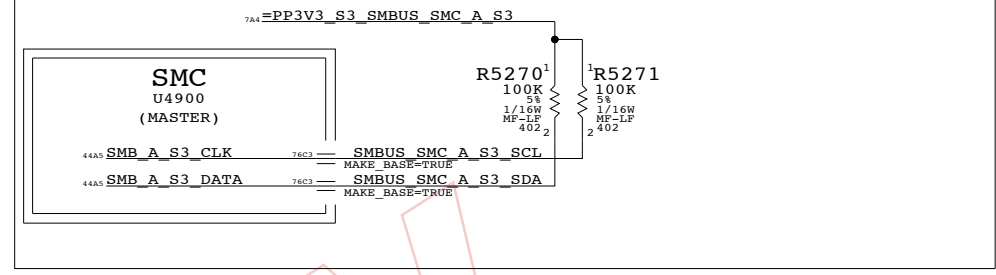 7A4 =PP3V3_S3_SMBUS_SMC_A_S3
SMC
U4900
(MASTER)
R5270 1
100K
5%
1/16W
MF-LF
402
2
1 R5271
100K
5%
1/16W
MF-LF
402
2
44A5 SMB_A_S3_CLK 76C3 SMBUS_SMC_A_S3_SCL
MAKE_BASE=TRUE
44A5 SMB_A_S3_DATA 76C3 SMBUS_SMC_A_S3_SDA
MAKE_BASE=TRUE